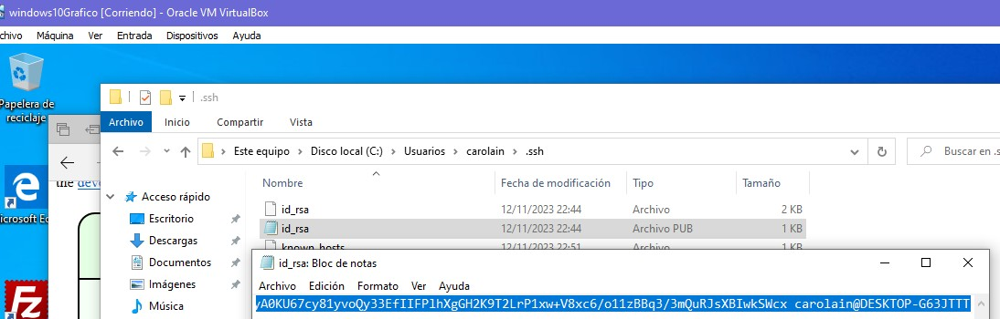 windows10Grafico [Corriendo] - Oracle VM VirtualBox
chivo Máquina Ver Entrada Dispositivos Ayuda
Papelera de
reciclaje
.ssh
Archivo Inicio Compartir Vista
Este equipo Disco local (C:) Usuarios carolain .ssh
Buscar en .s
the deve
Nombre Fecha de modificación Tipo Tamaño
Acceso rápido
id_rsa 12/11/2023 22:44 Archivo 2 KB
Escritorio
id_rsa 12/11/2023 22:44 Archivo PUB 1 KB
icrosoft Ed
Descargas
known_hosts 12/11/2023 22:51 Archivo 1 KB
Documentos
id_rsa: Bloc de notas
Imágenes
Archivo Edición Formato Ver Ayuda
Fz
Música
yA0KU67cy81yvoQy33EfIIFPlhXgGH2K9T2LrP1xw+V8xc6/o11zBBq3/3mQuRJsXBIwkSWcx carolain@DESKTOP-G63JTTT